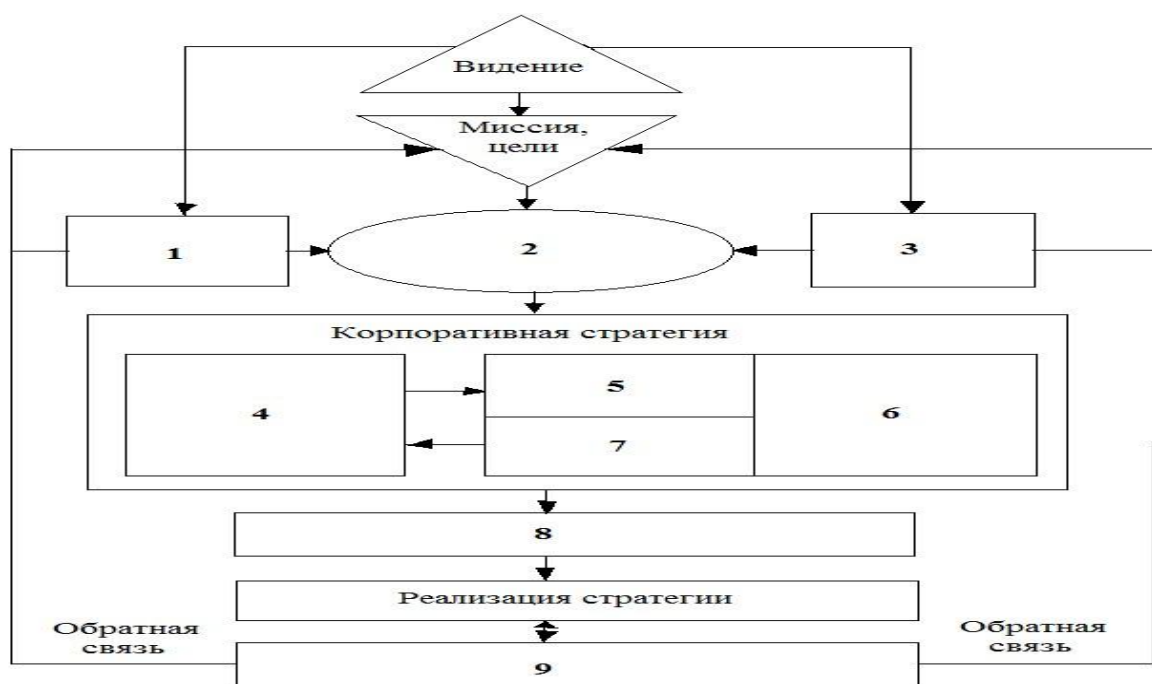 Видение
Миссия,
цели
1
2
3
Корпоративная стратегия
4
5
6
7
8
Реализация стратегии
Обратная
связь
Обратная
связь
9